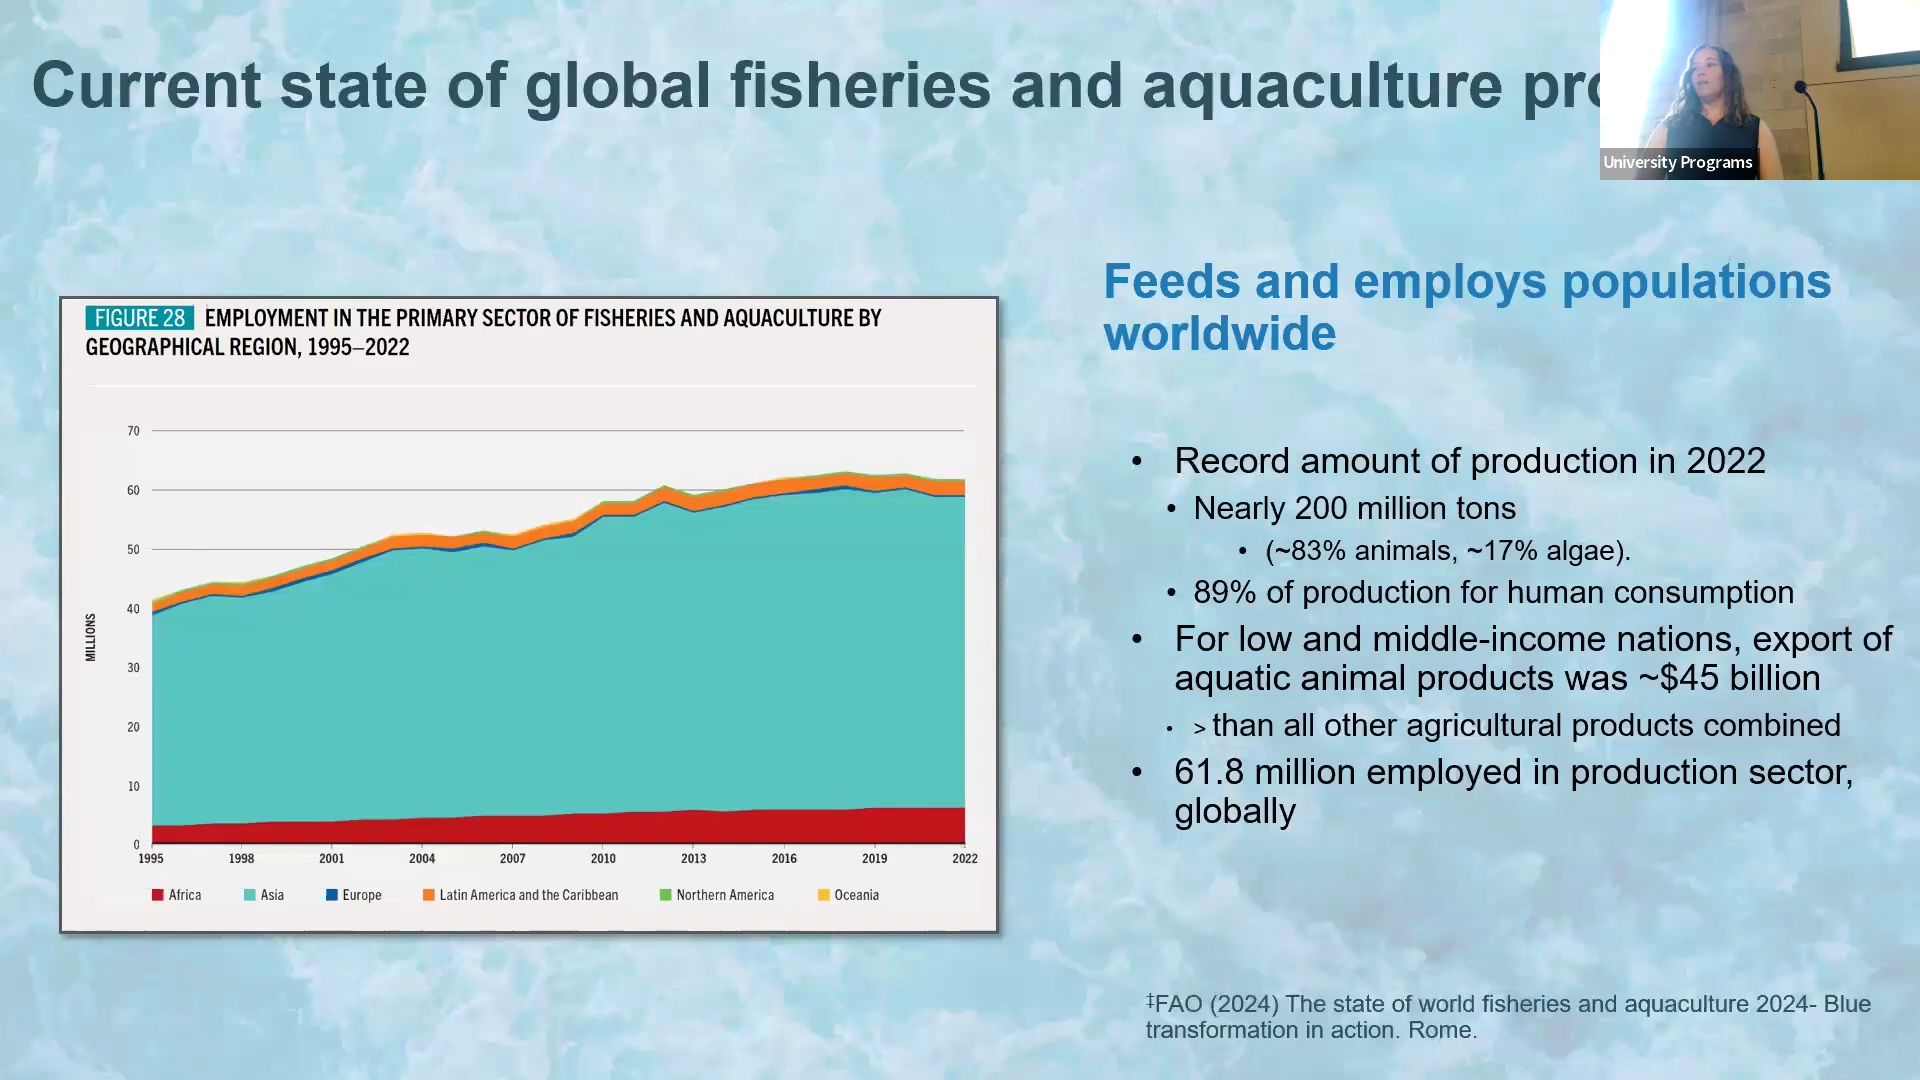 Current state of global fisheries and aquaculture pro
University Programs
FIGURE 28 EMPLOYMENT IN THE PRIMARY SECTOR OF FISHERIES AND AQUACULTURE BY
GEOGRAPHICAL REGION, 1995–2022
70
60
50
40
30
20
10
0
MILLIONS
1995 1998 2001 2004 2007 2010 2013 2016 2019 2022
Africa Asia Europe Latin America and the Caribbean Northern America Oceania
Feeds and employs populations
worldwide
• Record amount of production in 2022
• Nearly 200 million tons
• (~83% animals, ~17% algae).
• 89% of production for human consumption
• For low and middle-income nations, export of
aquatic animal products was ~$45 billion
• > than all other agricultural products combined
• 61.8 million employed in production sector,
globally
‡FAO (2024) The state of world fisheries and aquaculture 2024- Blue
transformation in action. Rome.